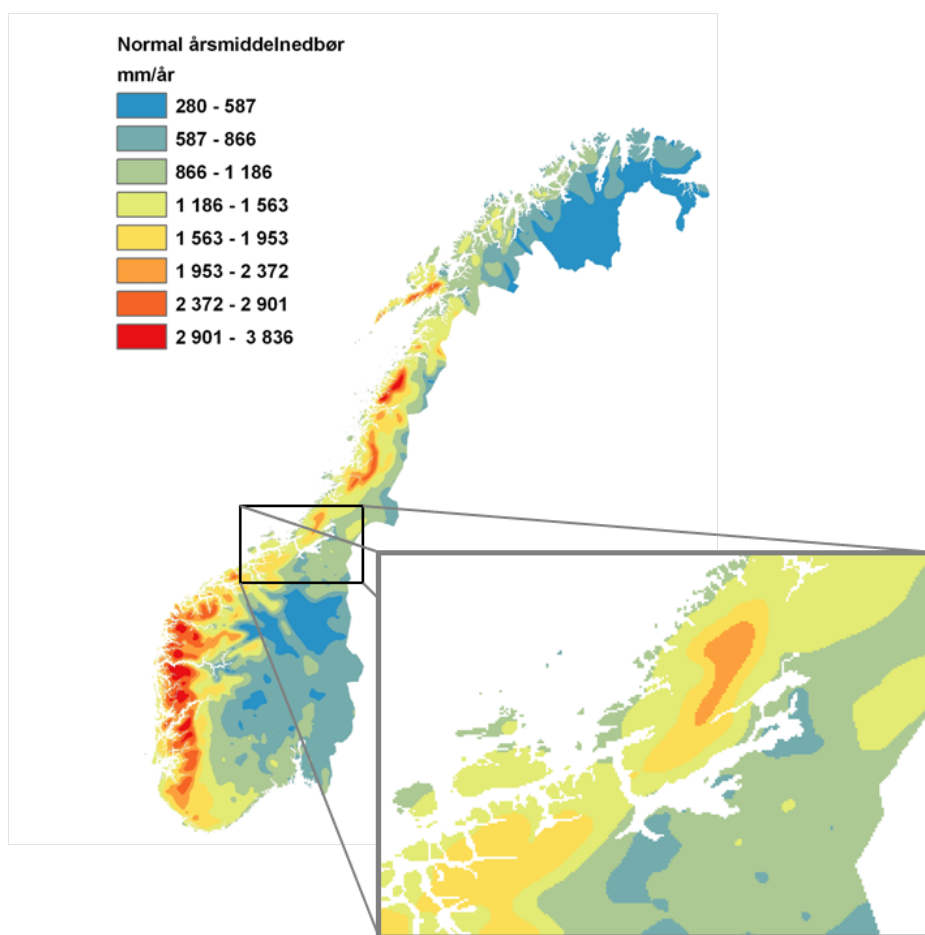 Normal årsmiddelnedbør
mm/år
280 - 587
587 - 866
866 - 1 186
1 186 - 1 563
1 563 - 1 953
1 953 - 2 372
2 372 - 2 901
2 901 - 3 836